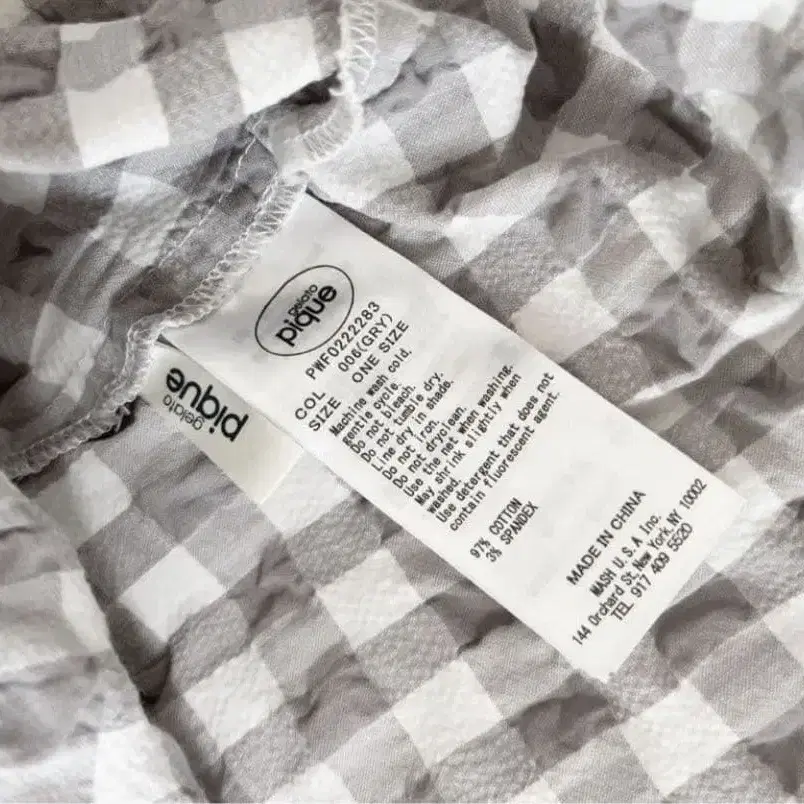 gelato
pique
PWFO222283
COL 006(GRY)
SIZE ONE SIZE
Machine wash cold.
gentle cycle.
Do not bleach.
Do not tumble dry.
Line dry in shade.
Do not iron.
Do not dryclean.
Use the net when washing.
May shrink slightly when
washed.
Use detergent that does not
contain fluorescent agent.
97% COTTON
3% SPANDEX
MADE IN CHINA
MASH U.S.A Inc.
144 Orchard St.New York.NY 10002
TEL 917 409 5520
gelato
pique